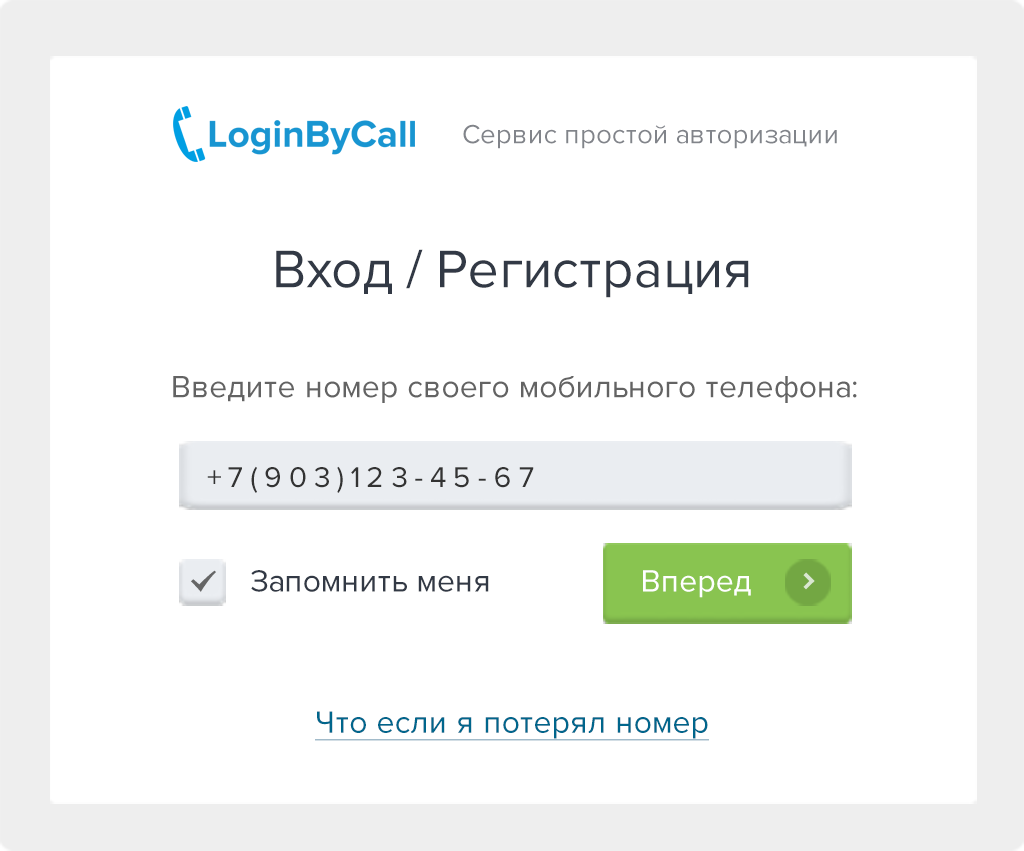 LoginByCall Сервис простой авторизации
Вход / Регистрация
Введите номер своего мобильного телефона:
+7(903)123-45-67
Запомнить меня Вперед
Что если я потерял номер